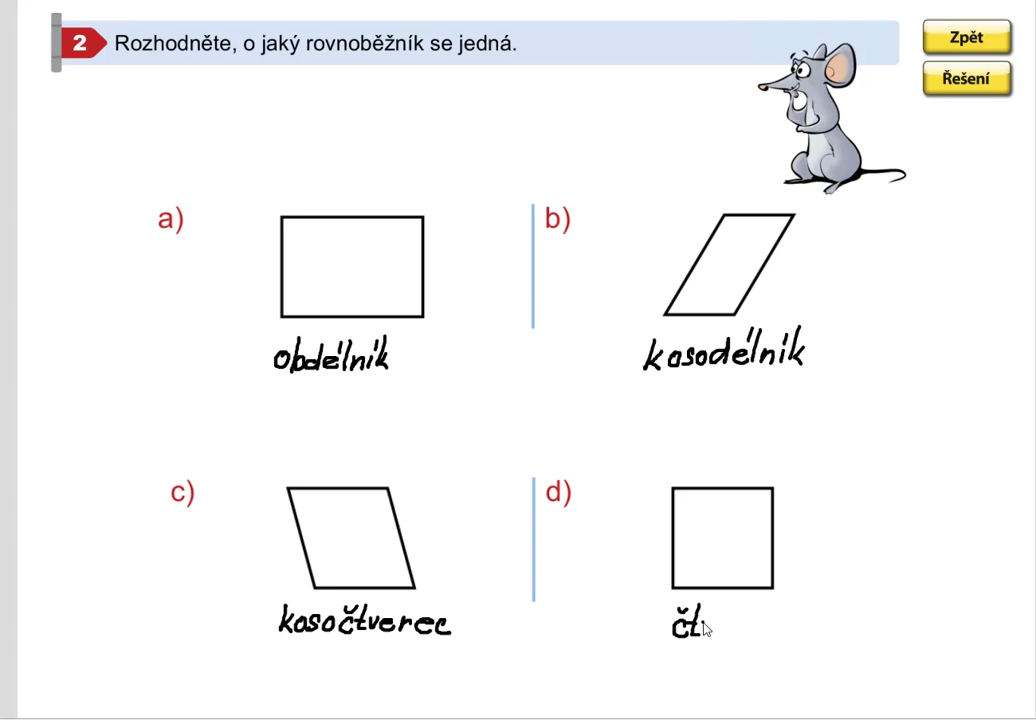 2 Rozhodněte, o jaký rovnoběžník se jedná.
Zpět
Řešení
a)
b)
obdélník
kosodélník
c)
d)
kosočtverec
čt